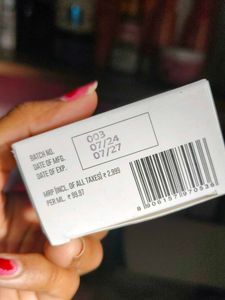 BATCH NO. 003
DATE OF MFG. 07/24
DATE OF EXP. 07/27
MRP (INCL. OF ALL TAXES) ₹ 2,999
PER ML. ₹ 99.97